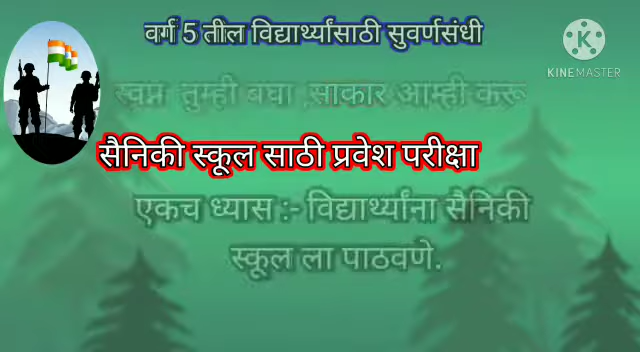 वर्ग 5 तील विद्यार्थ्यांसाठी सुवर्णसंधी
KINEMASTER
स्वप्न तुम्ही बघा ,साकार आम्ही करू
सैनिकी स्कूल साठी प्रवेश परीक्षा
एकच ध्यास :- विद्यार्थ्यांना सैनिकी
स्कूल ला पाठवणे.